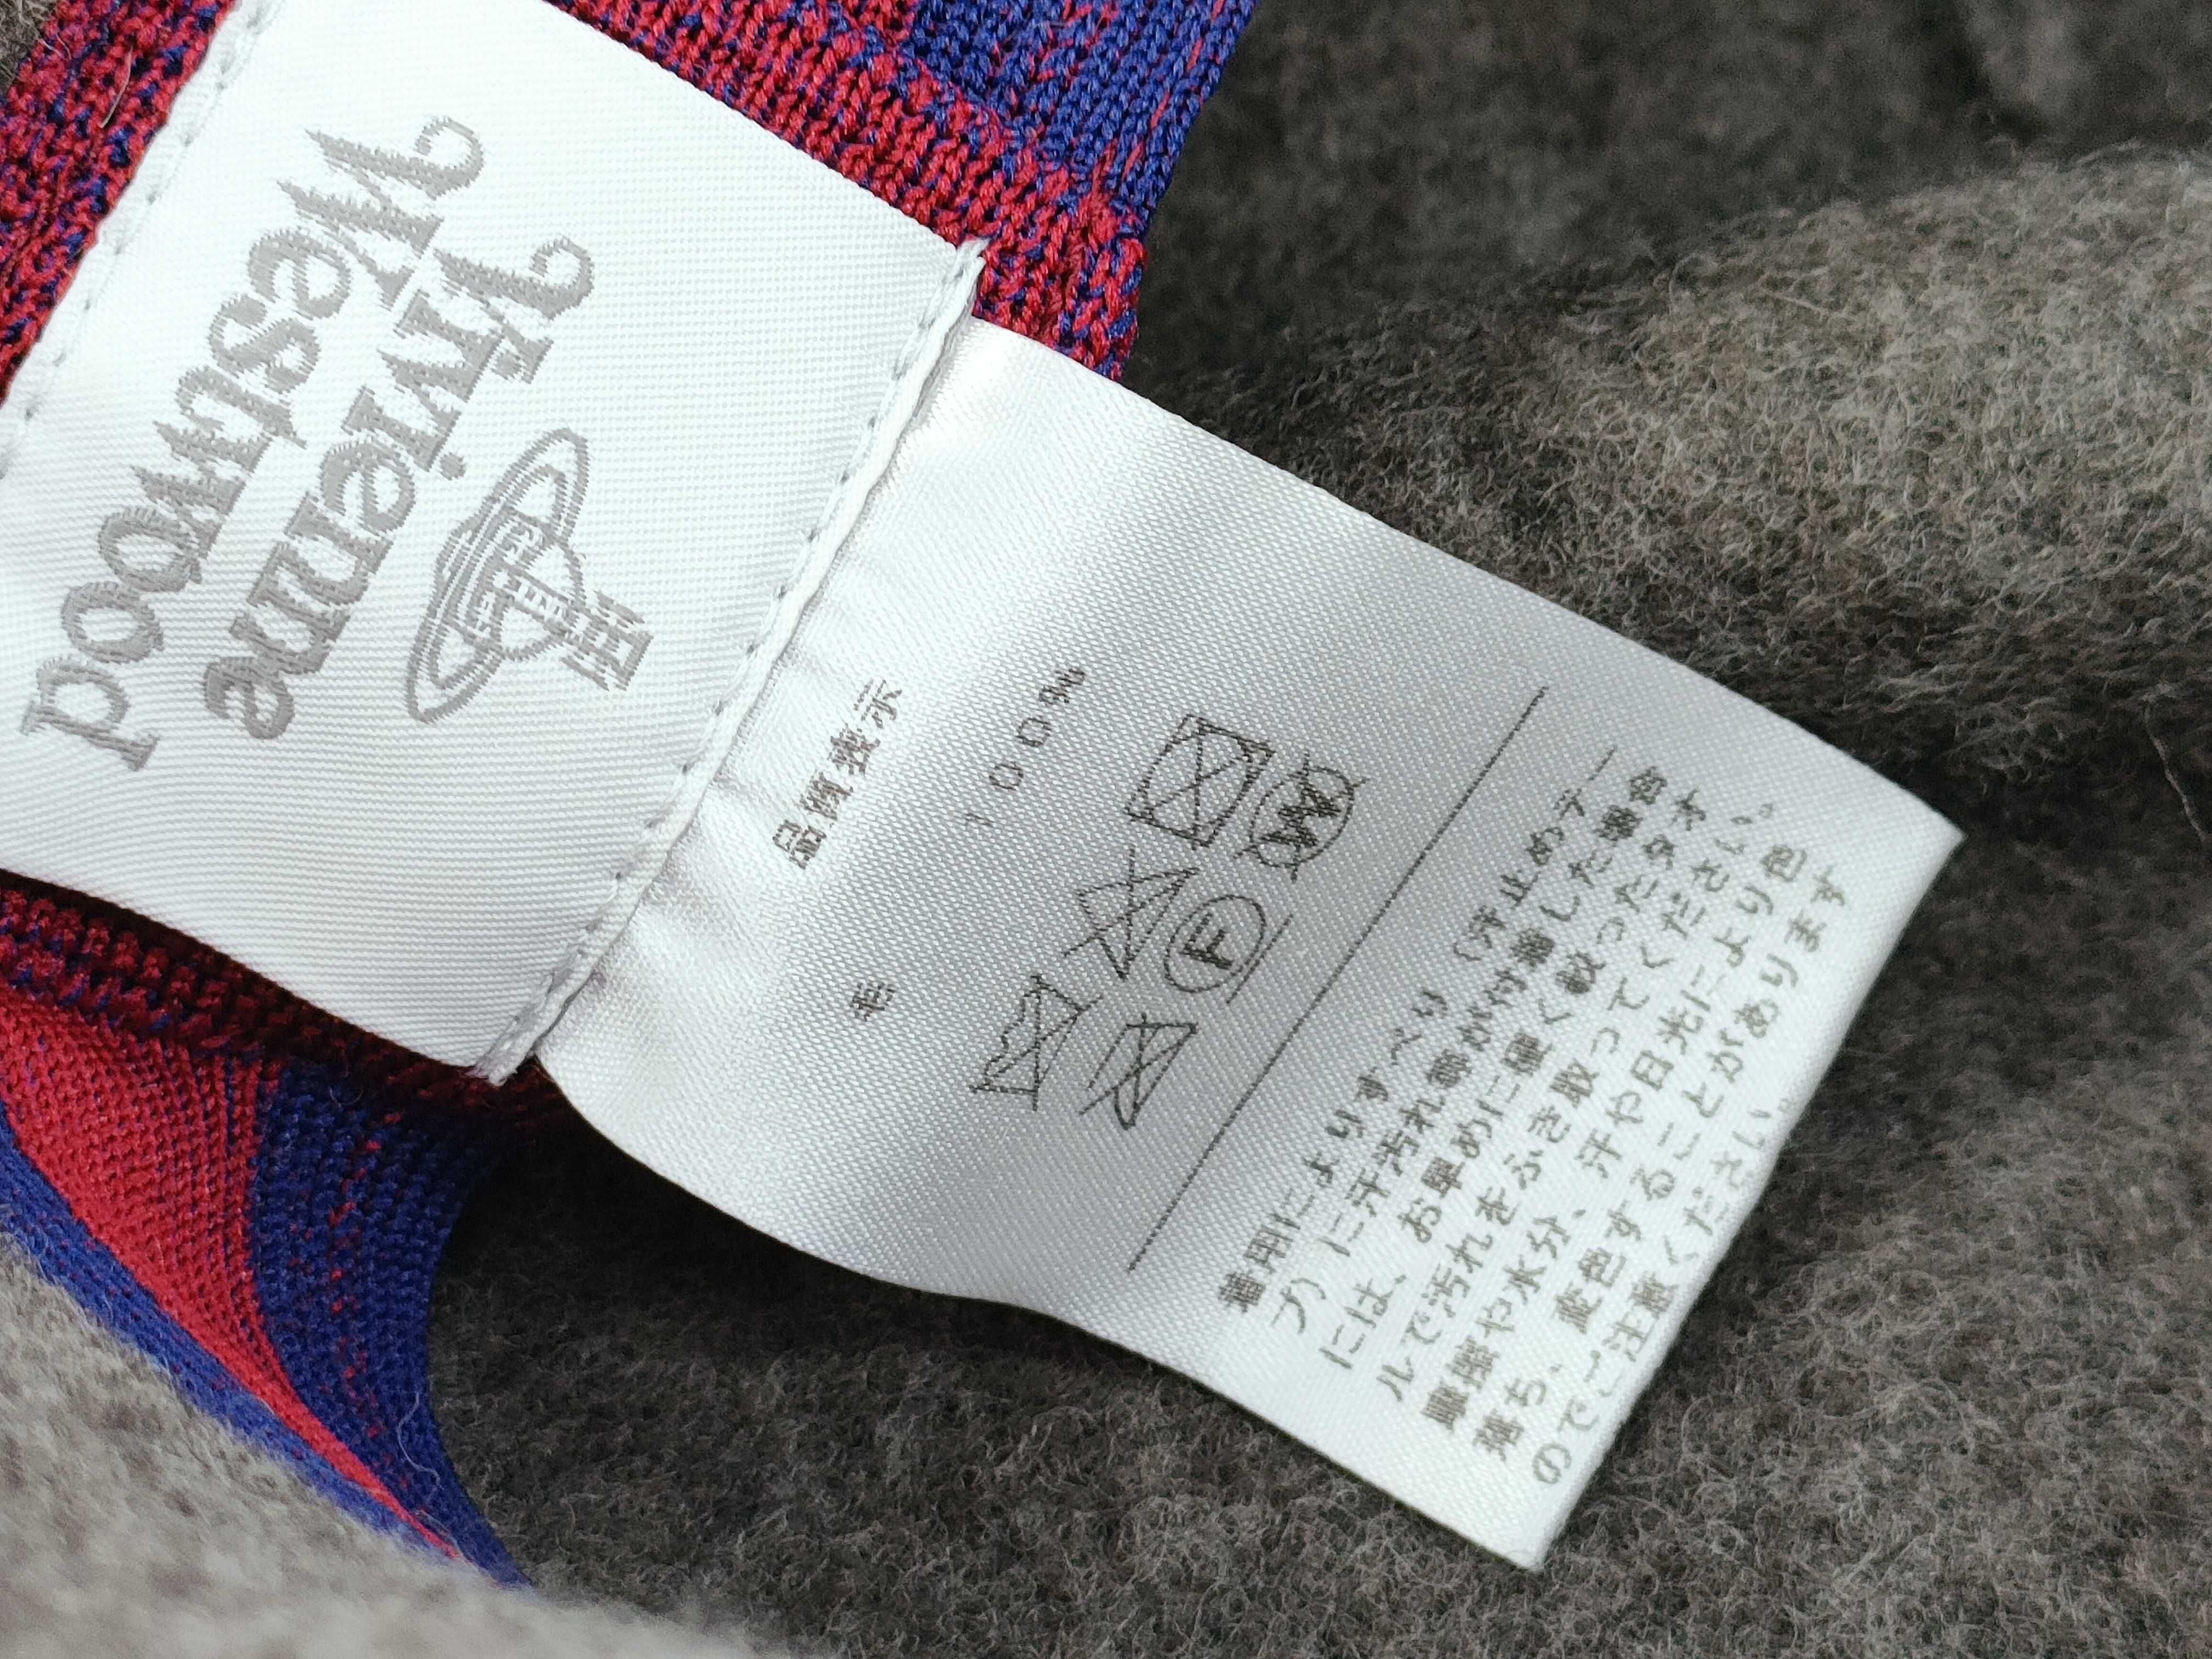 Vivienne
Westwood
品質表示
毛 100%
W
F
着用によりすべり (汗止めテー
プ) に汗汚れ等が付着した場合
には、お早めに硬く絞ったタオ
ルで汚れをふき取ってください。
摩擦や水分、汗や日光により色
落ち、変色することがあります
のでご注意ください。